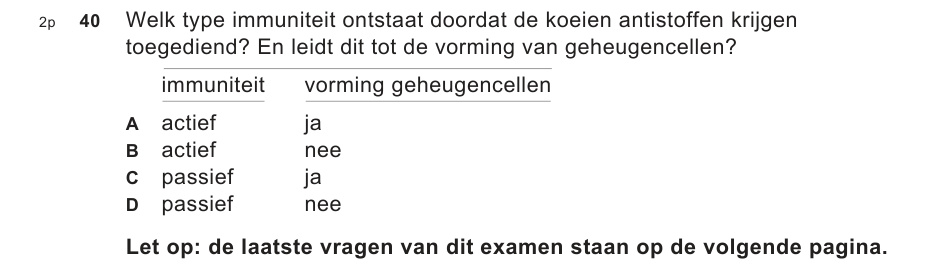 2p 40 Welk type immuniteit ontstaat doordat de koeien antistoffen krijgen
toegediend? En leidt dit tot de vorming van geheugencellen?
immuniteit vorming geheugencellen
A actief ja
B actief nee
C passief ja
D passief nee
Let op: de laatste vragen van dit examen staan op de volgende pagina.